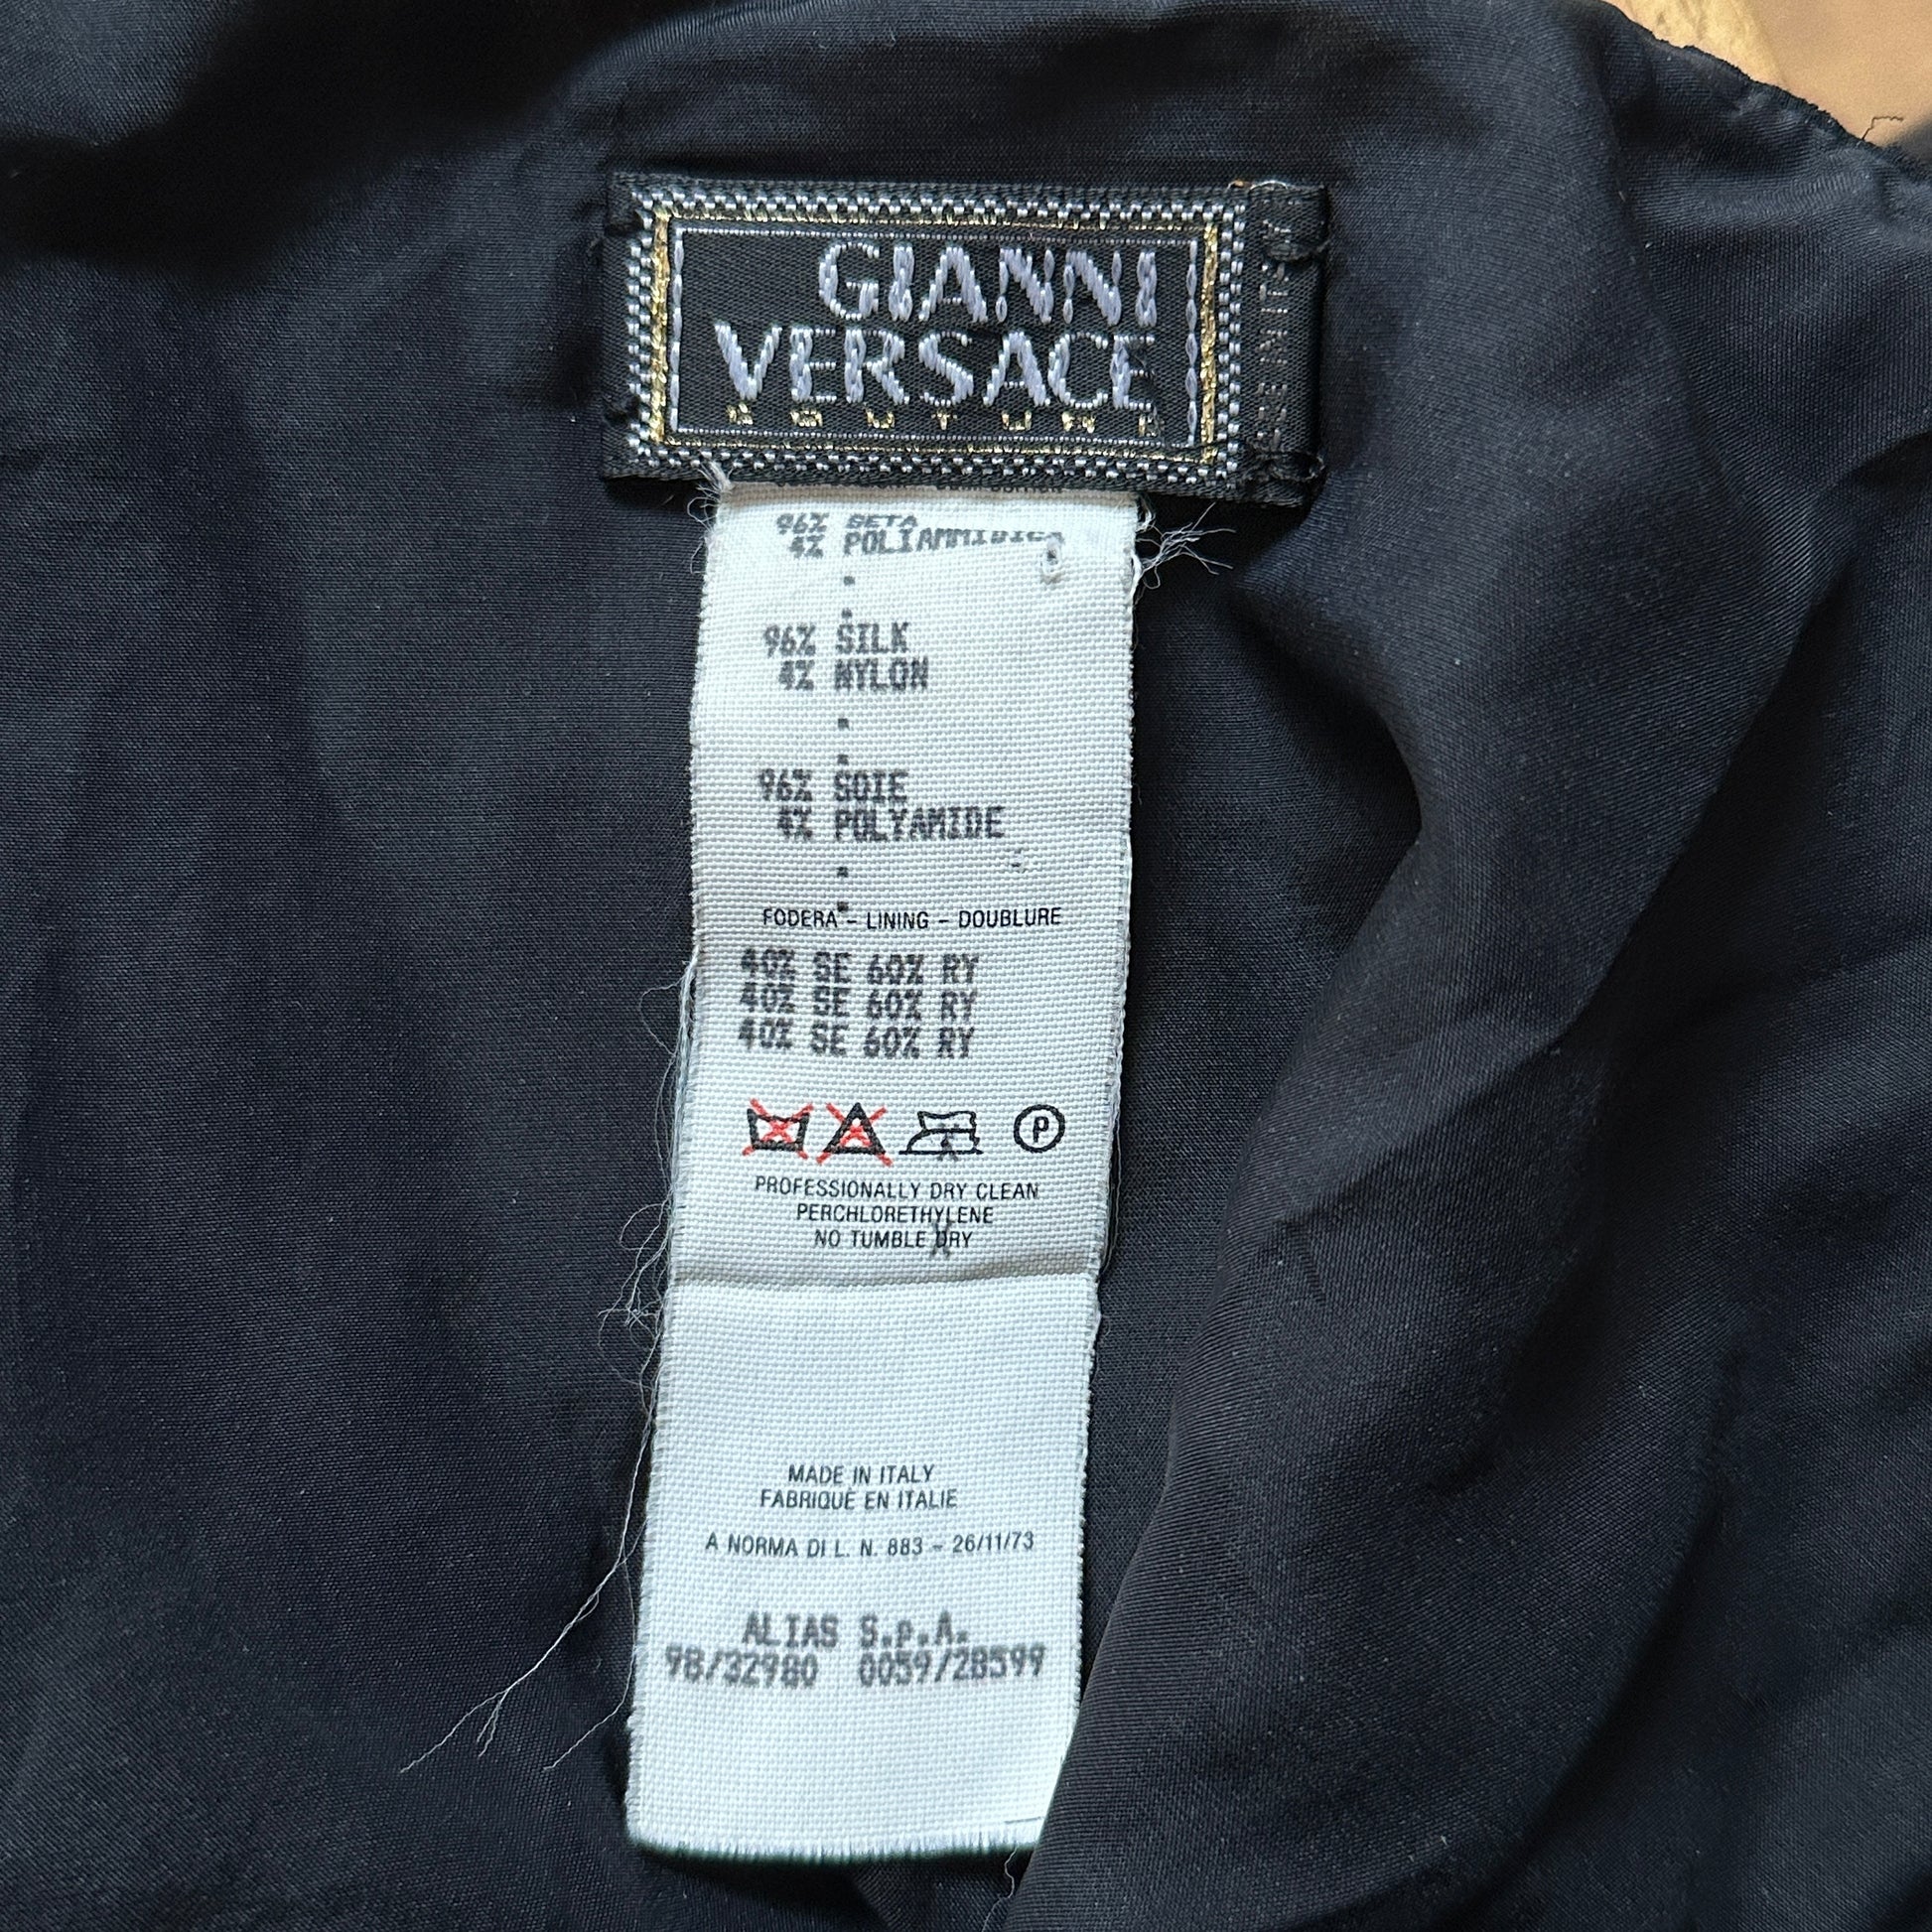 GIANNI
VERSACE
COUTURE
96% SETA
4% POLIAMMIDICA
96% SILK
4% NYLON
96% SOIE
4% POLYAMIDE
FODERA - LINING - DOUBLURE
40% SE 60% RY
40% SE 60% RY
40% SE 60% RY
P
PROFESSIONALLY DRY CLEAN
PERCHLORETHYLENE
NO TUMBLE DRY
MADE IN ITALY
FABRIQUÉ EN ITALIE
A NORMA DI L. N. 883 - 26/11/73
ALIAS S.p.A.
98/32980 0059/28599